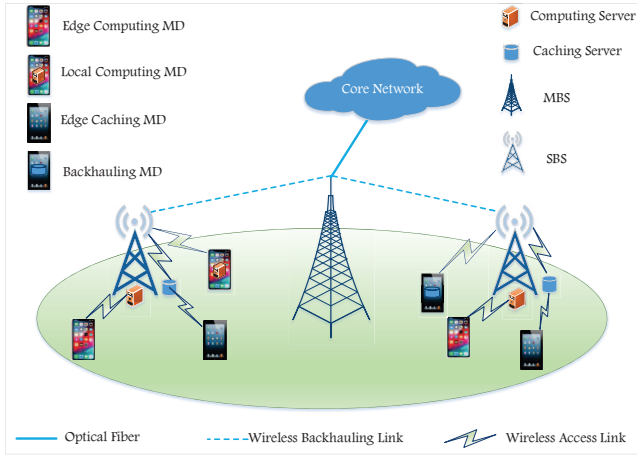 Edge Computing MD
Local Computing MD
Edge Caching MD
Backhauling MD
Computing Server
Caching Server
MBS
SBS
Core Network
Optical Fiber
Wireless Backhauling Link
Wireless Access Link